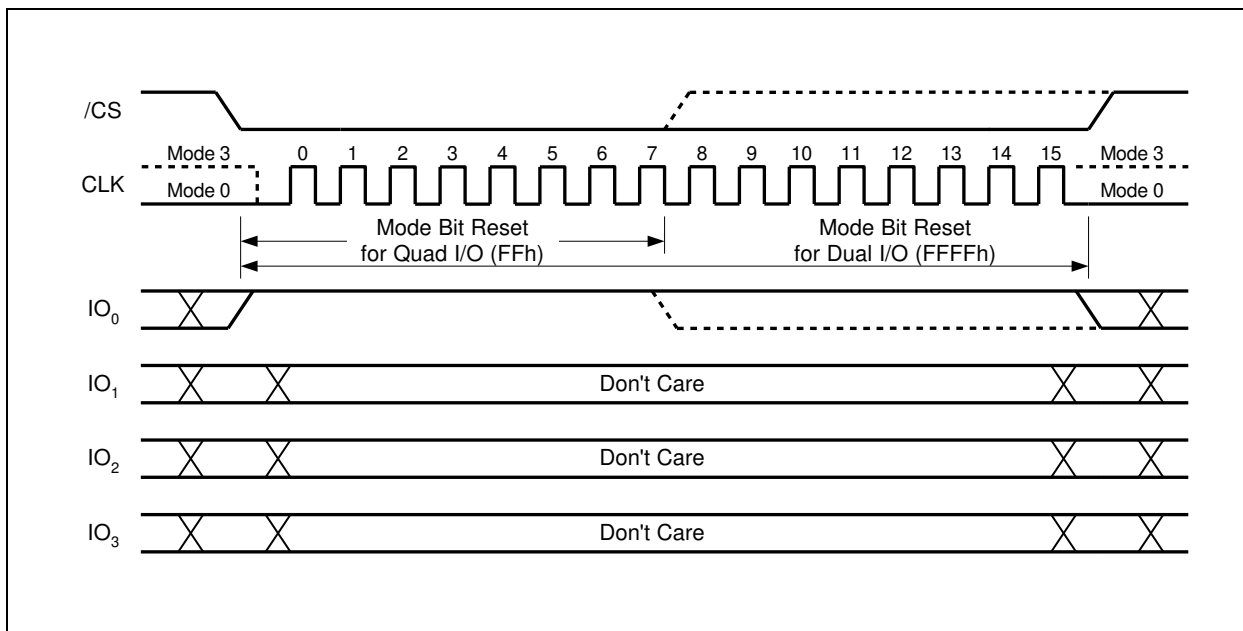 /CS
Mode 3 0 1 2 3 4 5 6 7 8 9 10 11 12 13 14 15 Mode 3
CLK
Mode 0 Mode 0
Mode Bit Reset Mode Bit Reset
for Quad I/O (FFh) for Dual I/O (FFFFh)
IO₀
IO₁ Don't Care
IO₂ Don't Care
IO₃ Don't Care